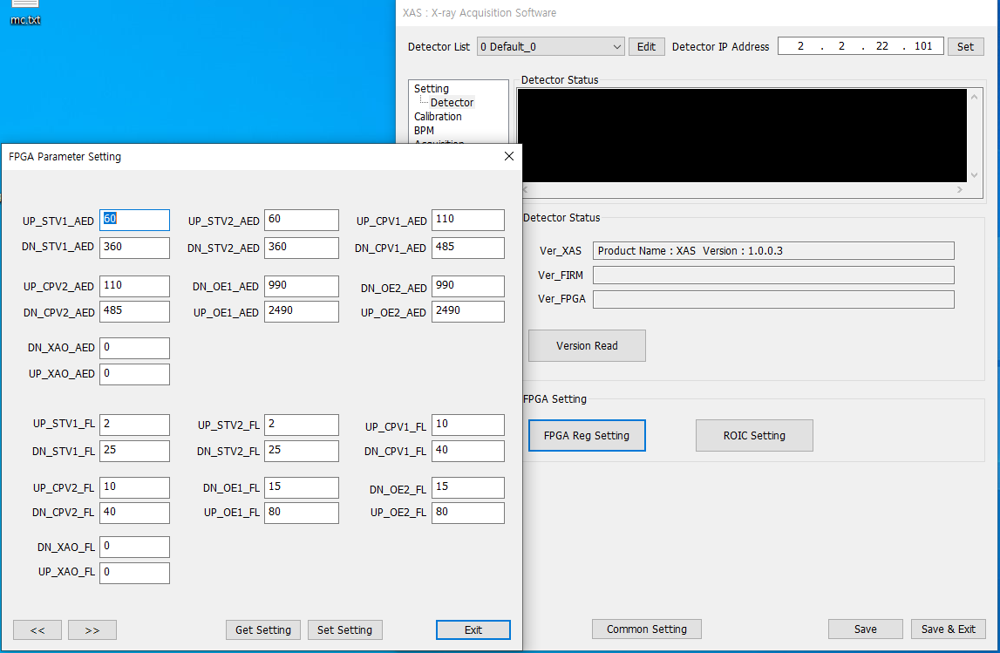 mc.txt
XAS : X-ray Acquisition Software
Detector List 0 Default_0 Edit Detector IP Address 2 . 2 . 22 . 101 Set
Setting
Detector
Calibration
BPM
Acquisition
Detector Status
FPGA Parameter Setting
UP_STV1_AED 60 UP_STV2_AED 60 UP_CPV1_AED 110
DN_STV1_AED 360 DN_STV2_AED 360 DN_CPV1_AED 485
UP_CPV2_AED 110 DN_OE1_AED 990 DN_OE2_AED 990
DN_CPV2_AED 485 UP_OE1_AED 2490 UP_OE2_AED 2490
DN_XAO_AED 0
UP_XAO_AED 0
UP_STV1_FL 2 UP_STV2_FL 2 UP_CPV1_FL 10
DN_STV1_FL 25 DN_STV2_FL 25 DN_CPV1_FL 40
UP_CPV2_FL 10 DN_OE1_FL 15 DN_OE2_FL 15
DN_CPV2_FL 40 UP_OE1_FL 80 UP_OE2_FL 80
DN_XAO_FL 0
UP_XAO_FL 0
<< >> Get Setting Set Setting Exit
Detector Status
Ver_XAS Product Name : XAS Version : 1.0.0.3
Ver_FIRM
Ver_FPGA
Version Read
FPGA Setting
FPGA Reg Setting ROIC Setting
Common Setting Save Save & Exit